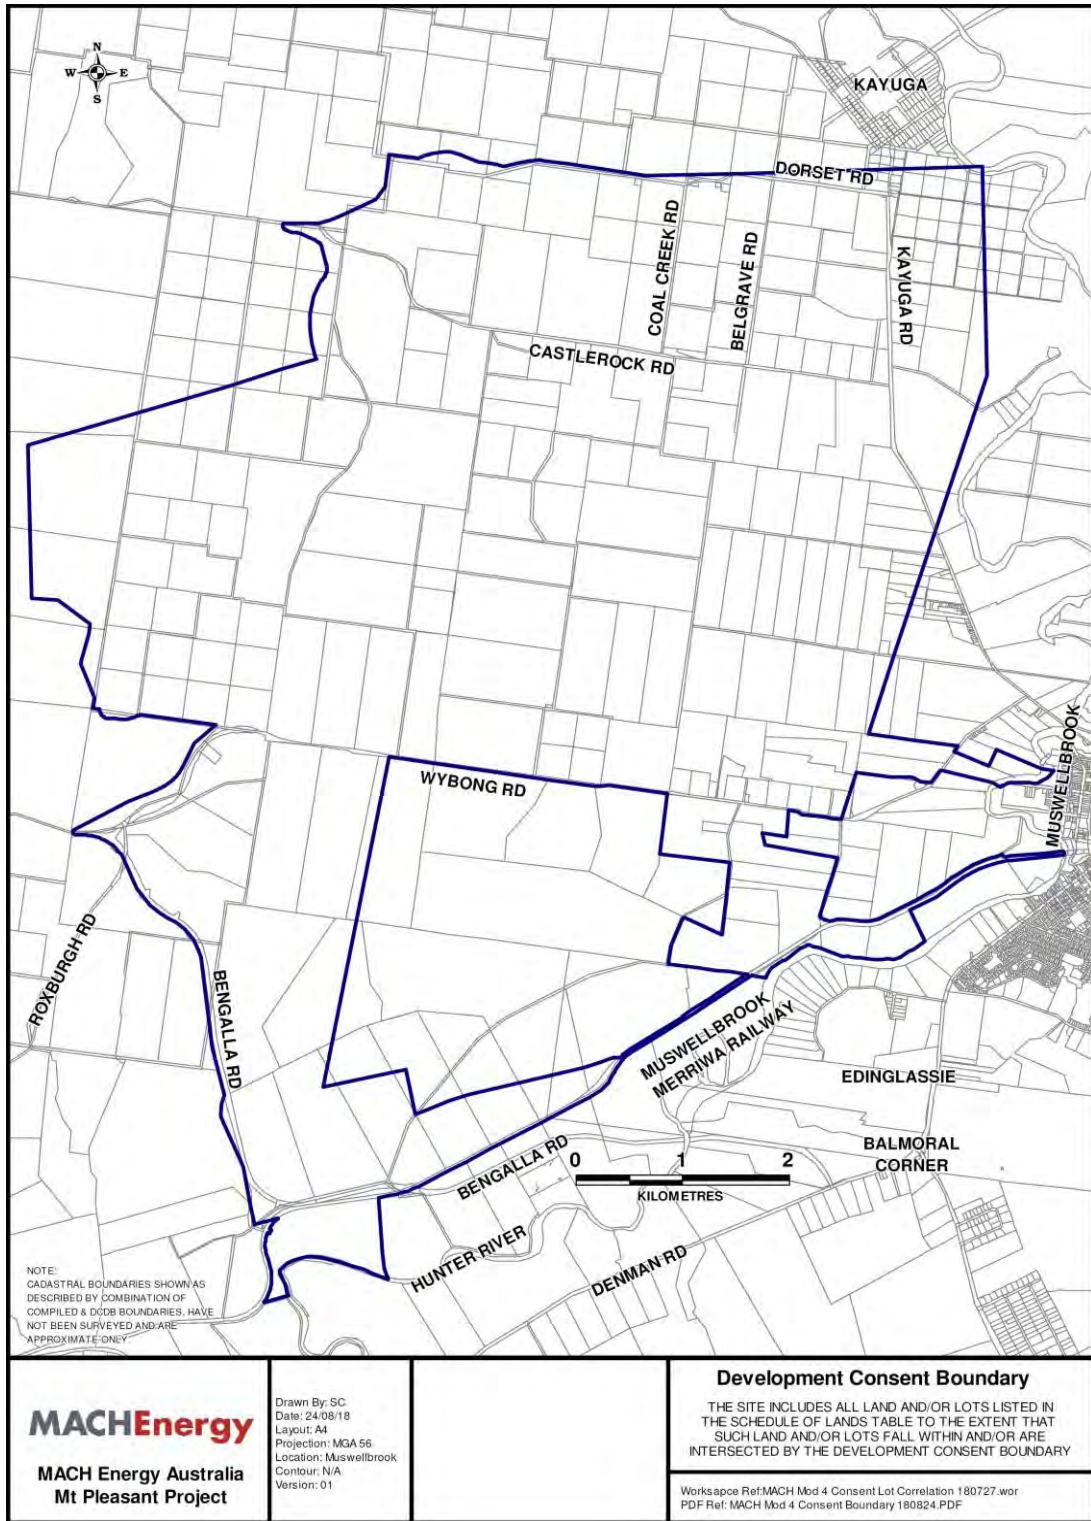 N
W E
S
KAYUGA
DORSET RD
COAL CREEK RD
BELGRAVE RD
KAYUGA RD
CASTLEROCK RD
MUSWELLBROOK
WYBONG RD
ROXBURGH RD
BENGALLA RD
MUSWELLBROOK
MERRIWA RAILWAY
EDINGLASSIE
BALMORAL
CORNER
BENGALLA RD
0 1 2
KILOMETRES
HUNTER RIVER
DENMAN RD
NOTE:
CADASTRAL BOUNDARIES SHOWN AS
DESCRIBED BY COMBINATION OF
COMPILED & DCDB BOUNDARIES, HAVE
NOT BEEN SURVEYED AND ARE
APPROXIMATE ONLY
MACHEnergy
MACH Energy Australia
Mt Pleasant Project
Drawn By: SC
Date: 24/08/18
Layout: A4
Projection: MGA 56
Location: Muswellbrook
Contour: N/A
Version: 01
Development Consent Boundary
THE SITE INCLUDES ALL LAND AND/OR LOTS LISTED IN
THE SCHEDULE OF LANDS TABLE TO THE EXTENT THAT
SUCH LAND AND/OR LOTS FALL WITHIN AND/OR ARE
INTERSECTED BY THE DEVELOPMENT CONSENT BOUNDARY
Worksapce Ref:MACH Mod 4 Consent Lot Correlation 180727.wor
PDF Ref: MACH Mod 4 Consent Boundary 180824.PDF